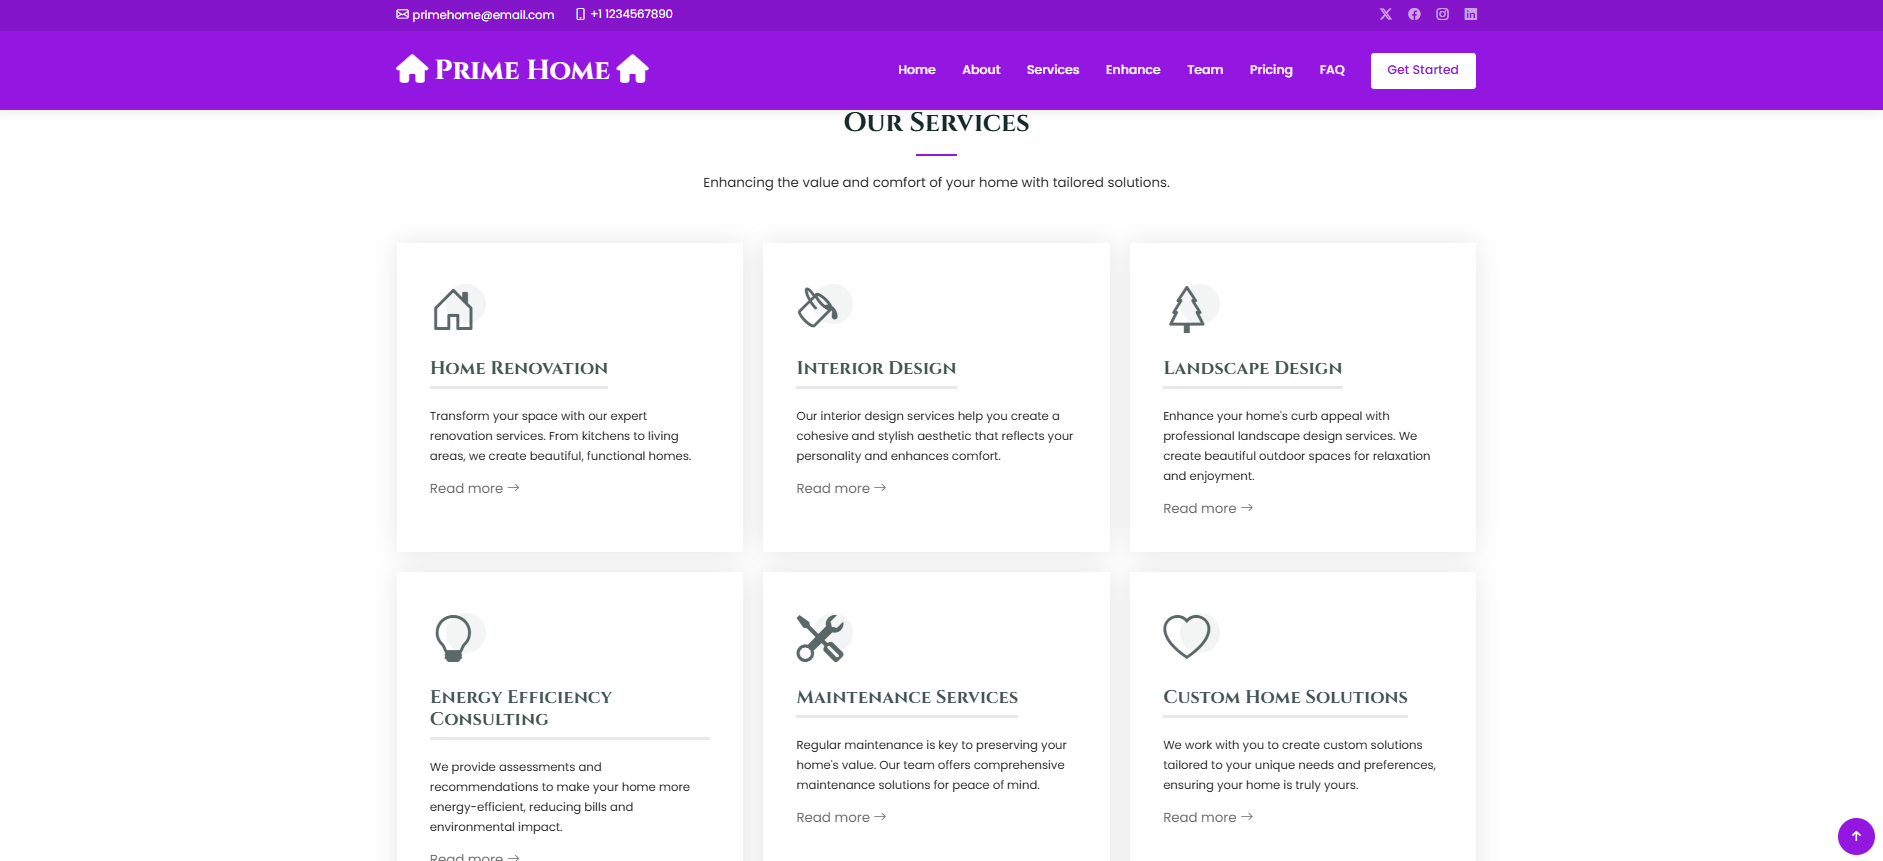 primehome@email.com +1 1234567890
Prime Home
Home About Services Enhance Team Pricing FAQ Get Started
Our Services
Enhancing the value and comfort of your home with tailored solutions.
Home Renovation
Transform your space with our expert
renovation services. From kitchens to living
areas, we create beautiful, functional homes.
Read more →
Interior Design
Our interior design services help you create a
cohesive and stylish aesthetic that reflects your
personality and enhances comfort.
Read more →
Landscape Design
Enhance your home's curb appeal with
professional landscape design services. We
create beautiful outdoor spaces for relaxation
and enjoyment.
Read more →
Energy Efficiency
Consulting
We provide assessments and
recommendations to make your home more
energy-efficient, reducing bills and
environmental impact.
Read more →
Maintenance Services
Regular maintenance is key to preserving your
home's value. Our team offers comprehensive
maintenance solutions for peace of mind.
Read more →
Custom Home Solutions
We work with you to create custom solutions
tailored to your unique needs and preferences,
ensuring your home is truly yours.
Read more →